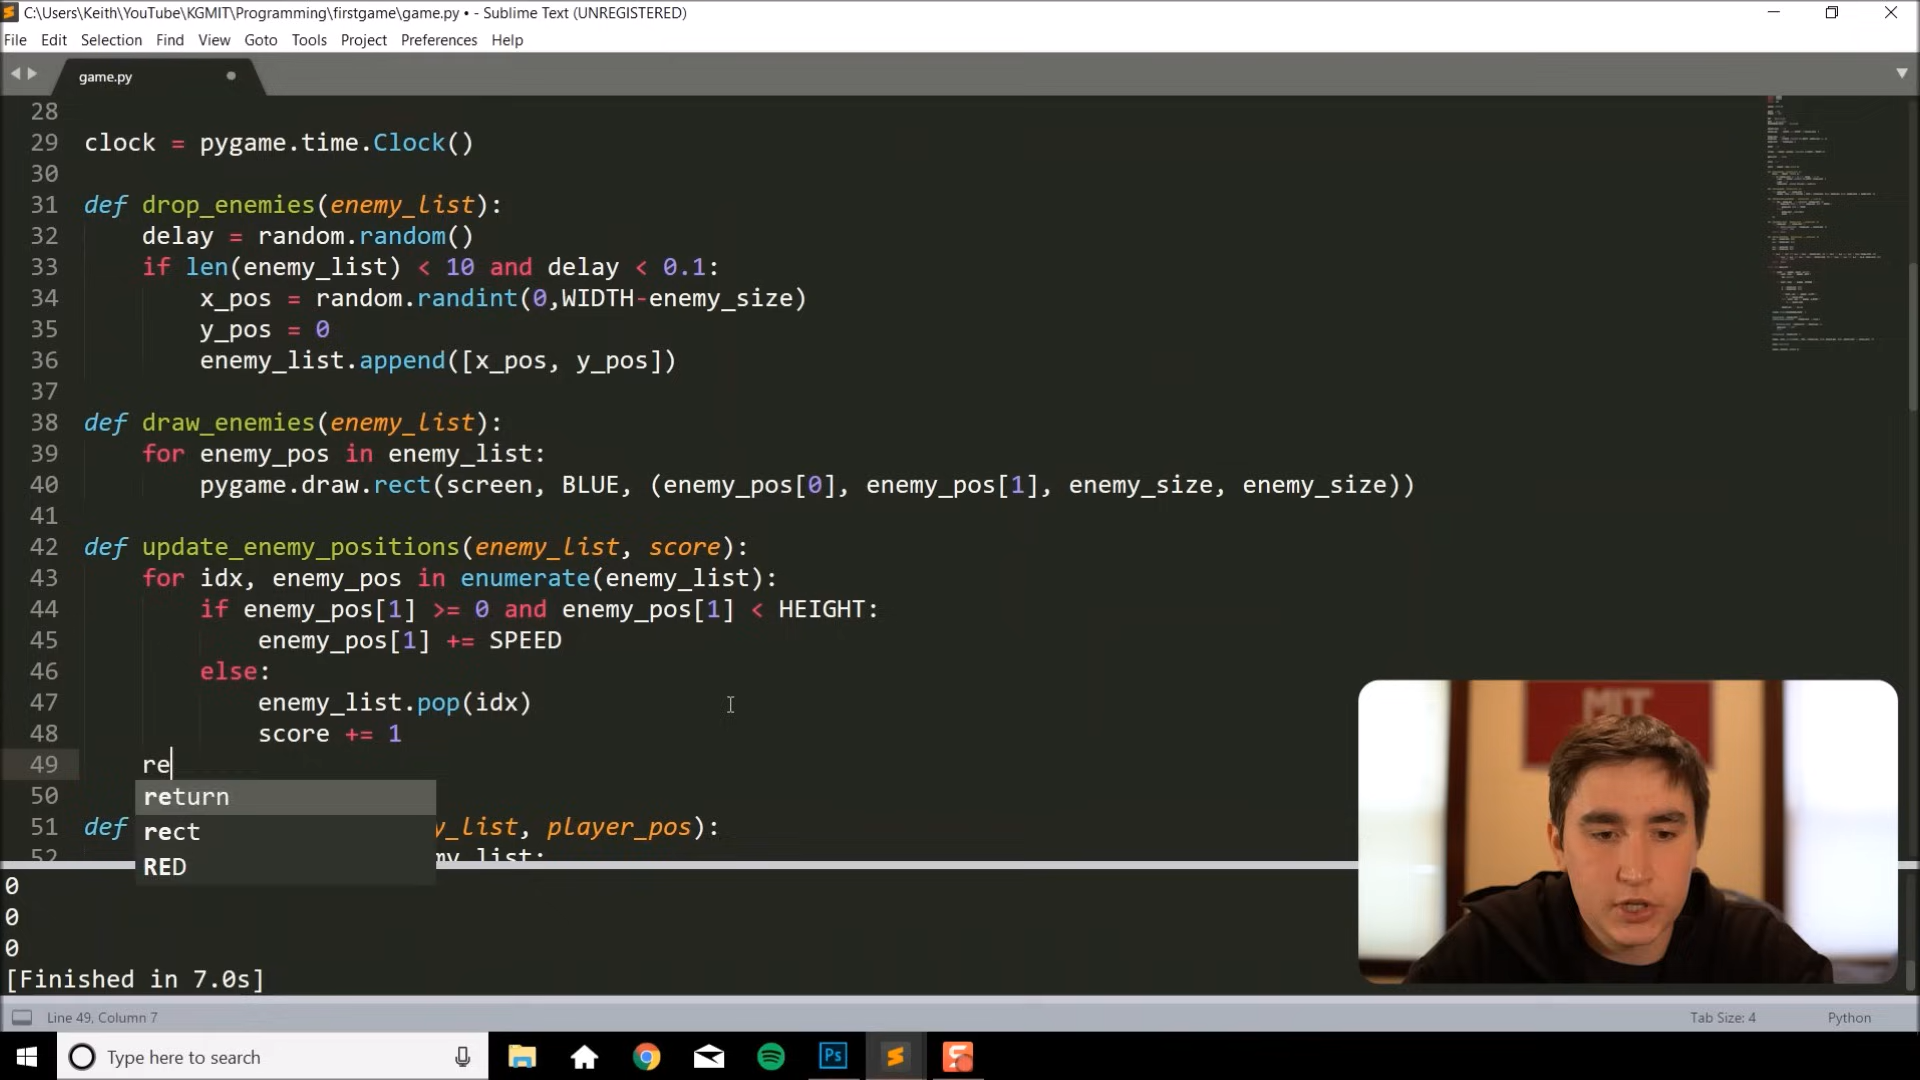 C:\Users\Keith\YouTube\KGMIT\Programming\firstgame\game.py • - Sublime Text (UNREGISTERED)
File Edit Selection Find View Goto Tools Project Preferences Help
game.py
28
29 clock = pygame.time.Clock()
30
31 def drop_enemies(enemy_list):
32 delay = random.random()
33 if len(enemy_list) < 10 and delay < 0.1:
34 x_pos = random.randint(0,WIDTH-enemy_size)
35 y_pos = 0
36 enemy_list.append([x_pos, y_pos])
37
38 def draw_enemies(enemy_list):
39 for enemy_pos in enemy_list:
40 pygame.draw.rect(screen, BLUE, (enemy_pos[0], enemy_pos[1], enemy_size, enemy_size))
41
42 def update_enemy_positions(enemy_list, score):
43 for idx, enemy_pos in enumerate(enemy_list):
44 if enemy_pos[1] >= 0 and enemy_pos[1] < HEIGHT:
45 enemy_pos[1] += SPEED
46 else:
47 enemy_list.pop(idx)
48 score += 1
49 re
50 return
rect
51 def y_list, player_pos):
52 my_list:
RED
0
0
0
[Finished in 7.0s]
MIT
Line 49, Column 7 Tab Size: 4 Python
Type here to search
Ps